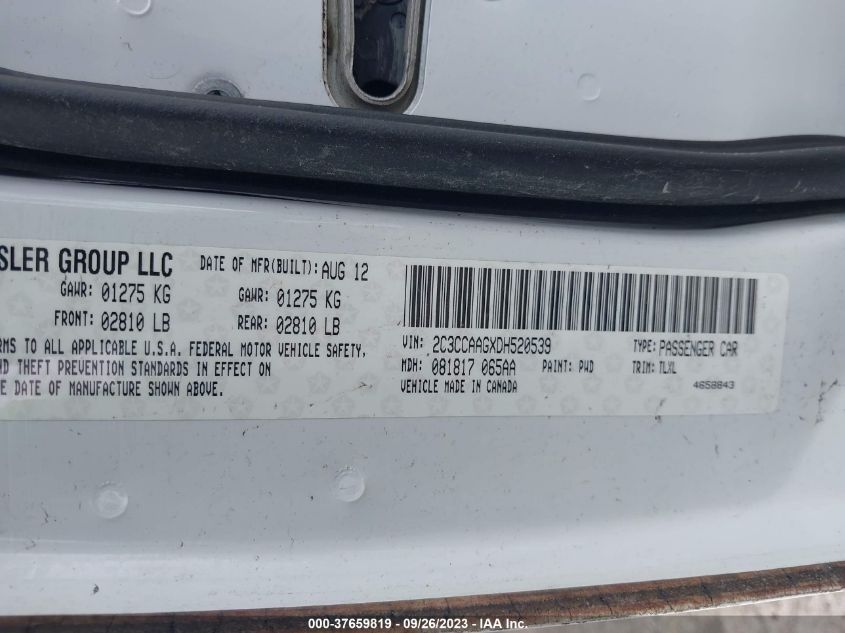 SLER GROUP LLC
DATE OF MFR(BUILT): AUG 12
GAWR: 01275 KG
GAWR: 01275 KG
FRONT: 02810 LB
REAR: 02810 LB
RMS TO ALL APPLICABLE U.S.A. FEDERAL MOTOR VEHICLE SAFETY,
ND THEFT PREVENTION STANDARDS IN EFFECT ON
E DATE OF MANUFACTURE SHOWN ABOVE.
VIN: 2C3CCAAGXDH520539
TYPE: PASSENGER CAR
MDH: 081817 065AA
PAINT: PWD
TRIM: TLXL
VEHICLE MADE IN CANADA
4658843
000-37659819 - 09/26/2023 - IAA Inc.